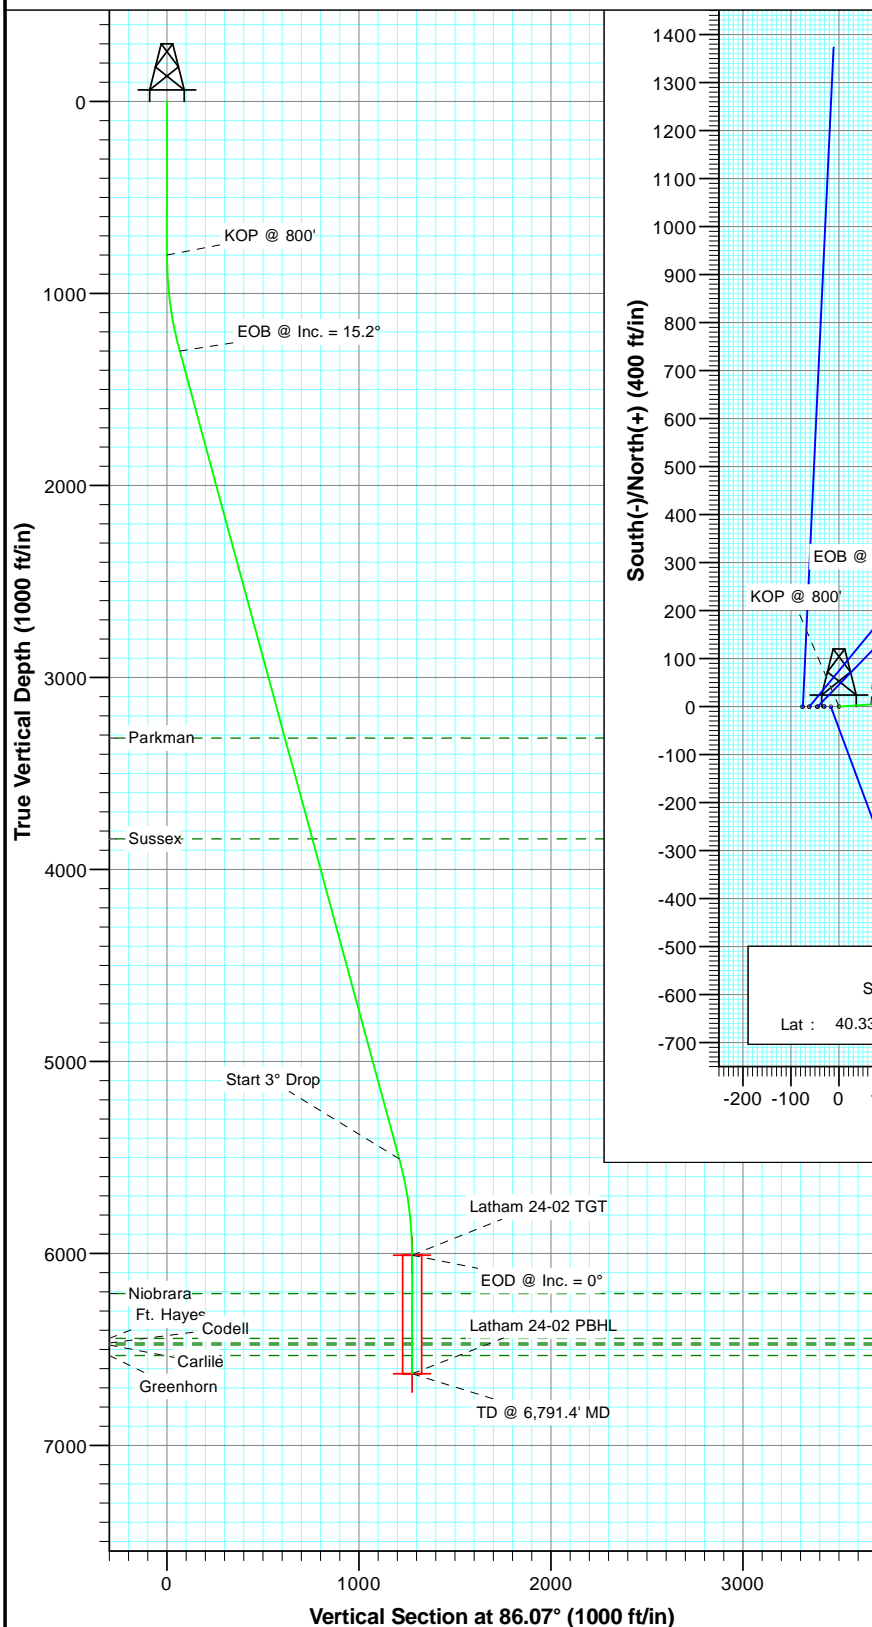 0
1000
2000
3000
4000
5000
6000
7000
True Vertical Depth (1000 ft/in)
KOP @ 800'
EOB @ Inc. = 15.2°
Parkman
Sussex
Start 3° Drop
Latham 24-02 TGT
EOD @ Inc. = 0°
Niobrara
Ft. Hayes
Codell
Latham 24-02 PBHL
Carlile
Greenhorn
TD @ 6,791.4' MD
0
1000
2000
3000
Vertical Section at 86.07° (1000 ft/in)
1400
1300
1200
1100
1000
900
800
700
600
500
400
300
200
100
0
-100
-200
-300
-400
-500
-600
-700
South(-)/North(+) (400 ft/in)
EOB @
KOP @ 800'
S
Lat : 40.33
-200
-100
0